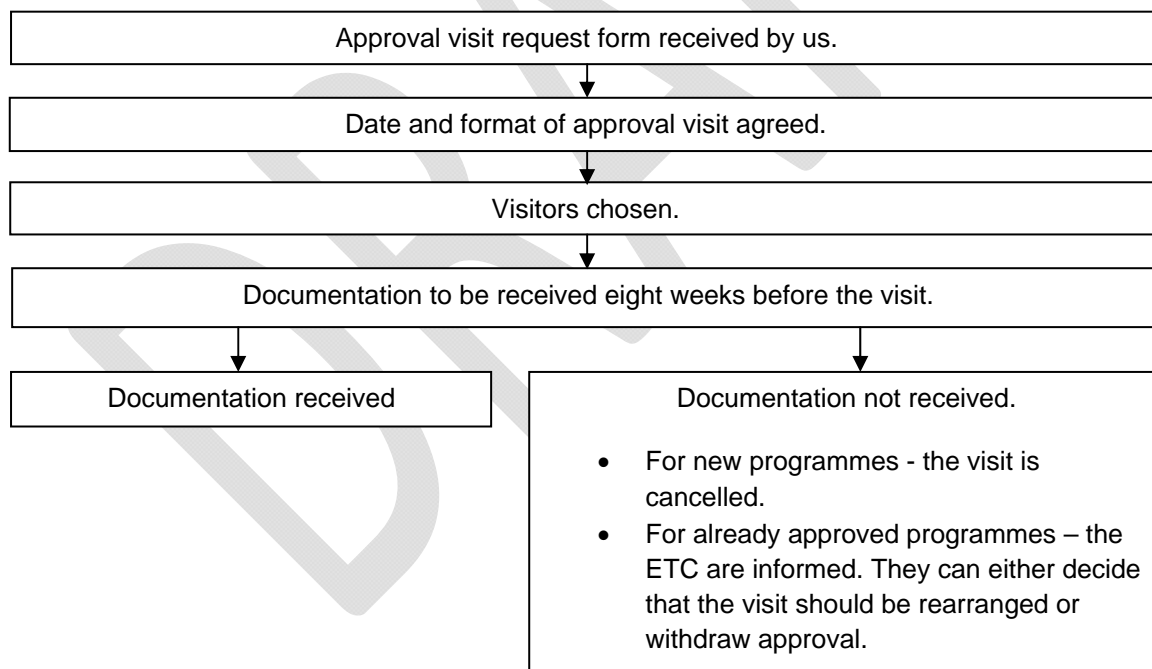 Approval visit request form received by us.
Date and format of approval visit agreed.
Visitors chosen.
Documentation to be received eight weeks before the visit.
Documentation received
Documentation not received.
• For new programmes - the visit is
cancelled.
• For already approved programmes – the
ETC are informed. They can either decide
that the visit should be rearranged or
withdraw approval.